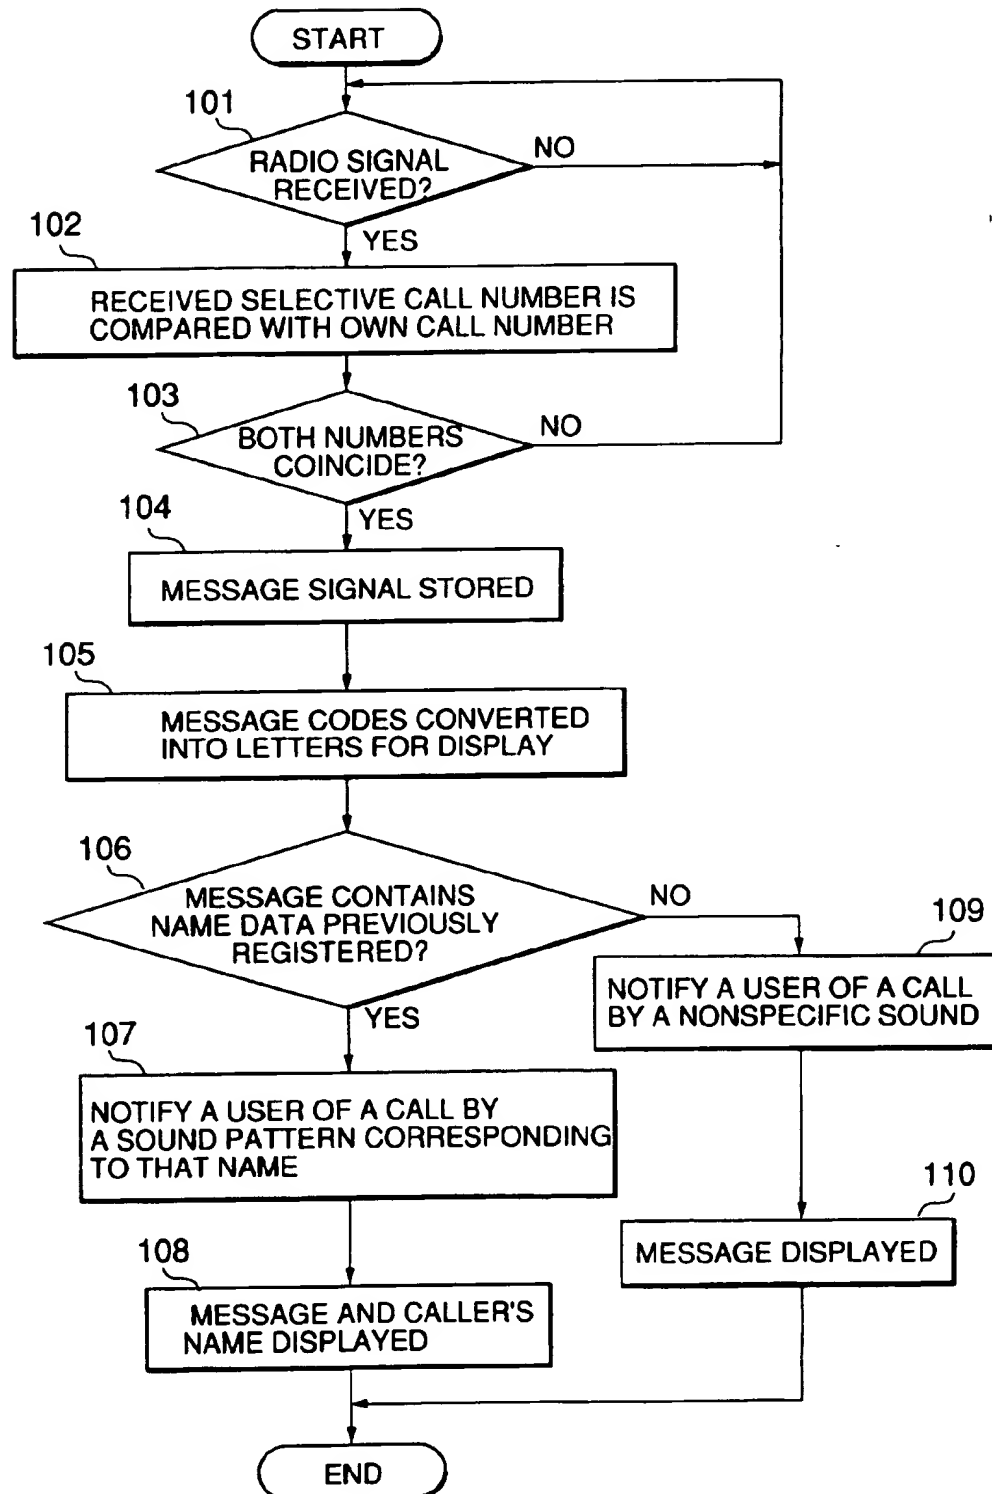 START
101
RADIO SIGNAL
RECEIVED?
NO
YES
102
RECEIVED SELECTIVE CALL NUMBER IS
COMPARED WITH OWN CALL NUMBER
103
BOTH NUMBERS
COINCIDE?
NO
YES
104
MESSAGE SIGNAL STORED
105
MESSAGE CODES CONVERTED
INTO LETTERS FOR DISPLAY
106
MESSAGE CONTAINS
NAME DATA PREVIOUSLY
REGISTERED?
NO
YES
109
NOTIFY A USER OF A CALL
BY A NONSPECIFIC SOUND
107
NOTIFY A USER OF A CALL BY
A SOUND PATTERN CORRESPONDING
TO THAT NAME
110
MESSAGE DISPLAYED
108
MESSAGE AND CALLER'S
NAME DISPLAYED
END